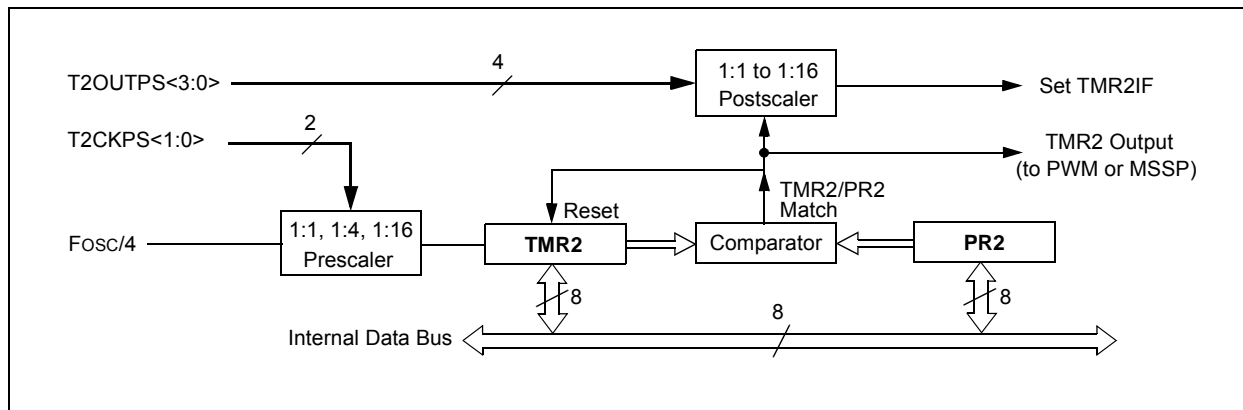 T2OUTPS<3:0>
4
1:1 to 1:16
Postscaler
Set TMR2IF
T2CKPS<1:0>
2
TMR2 Output
(to PWM or MSSP)
TMR2/PR2
Match
Reset
FOSC/4
1:1, 1:4, 1:16
Prescaler
TMR2
Comparator
PR2
8
8
8
Internal Data Bus